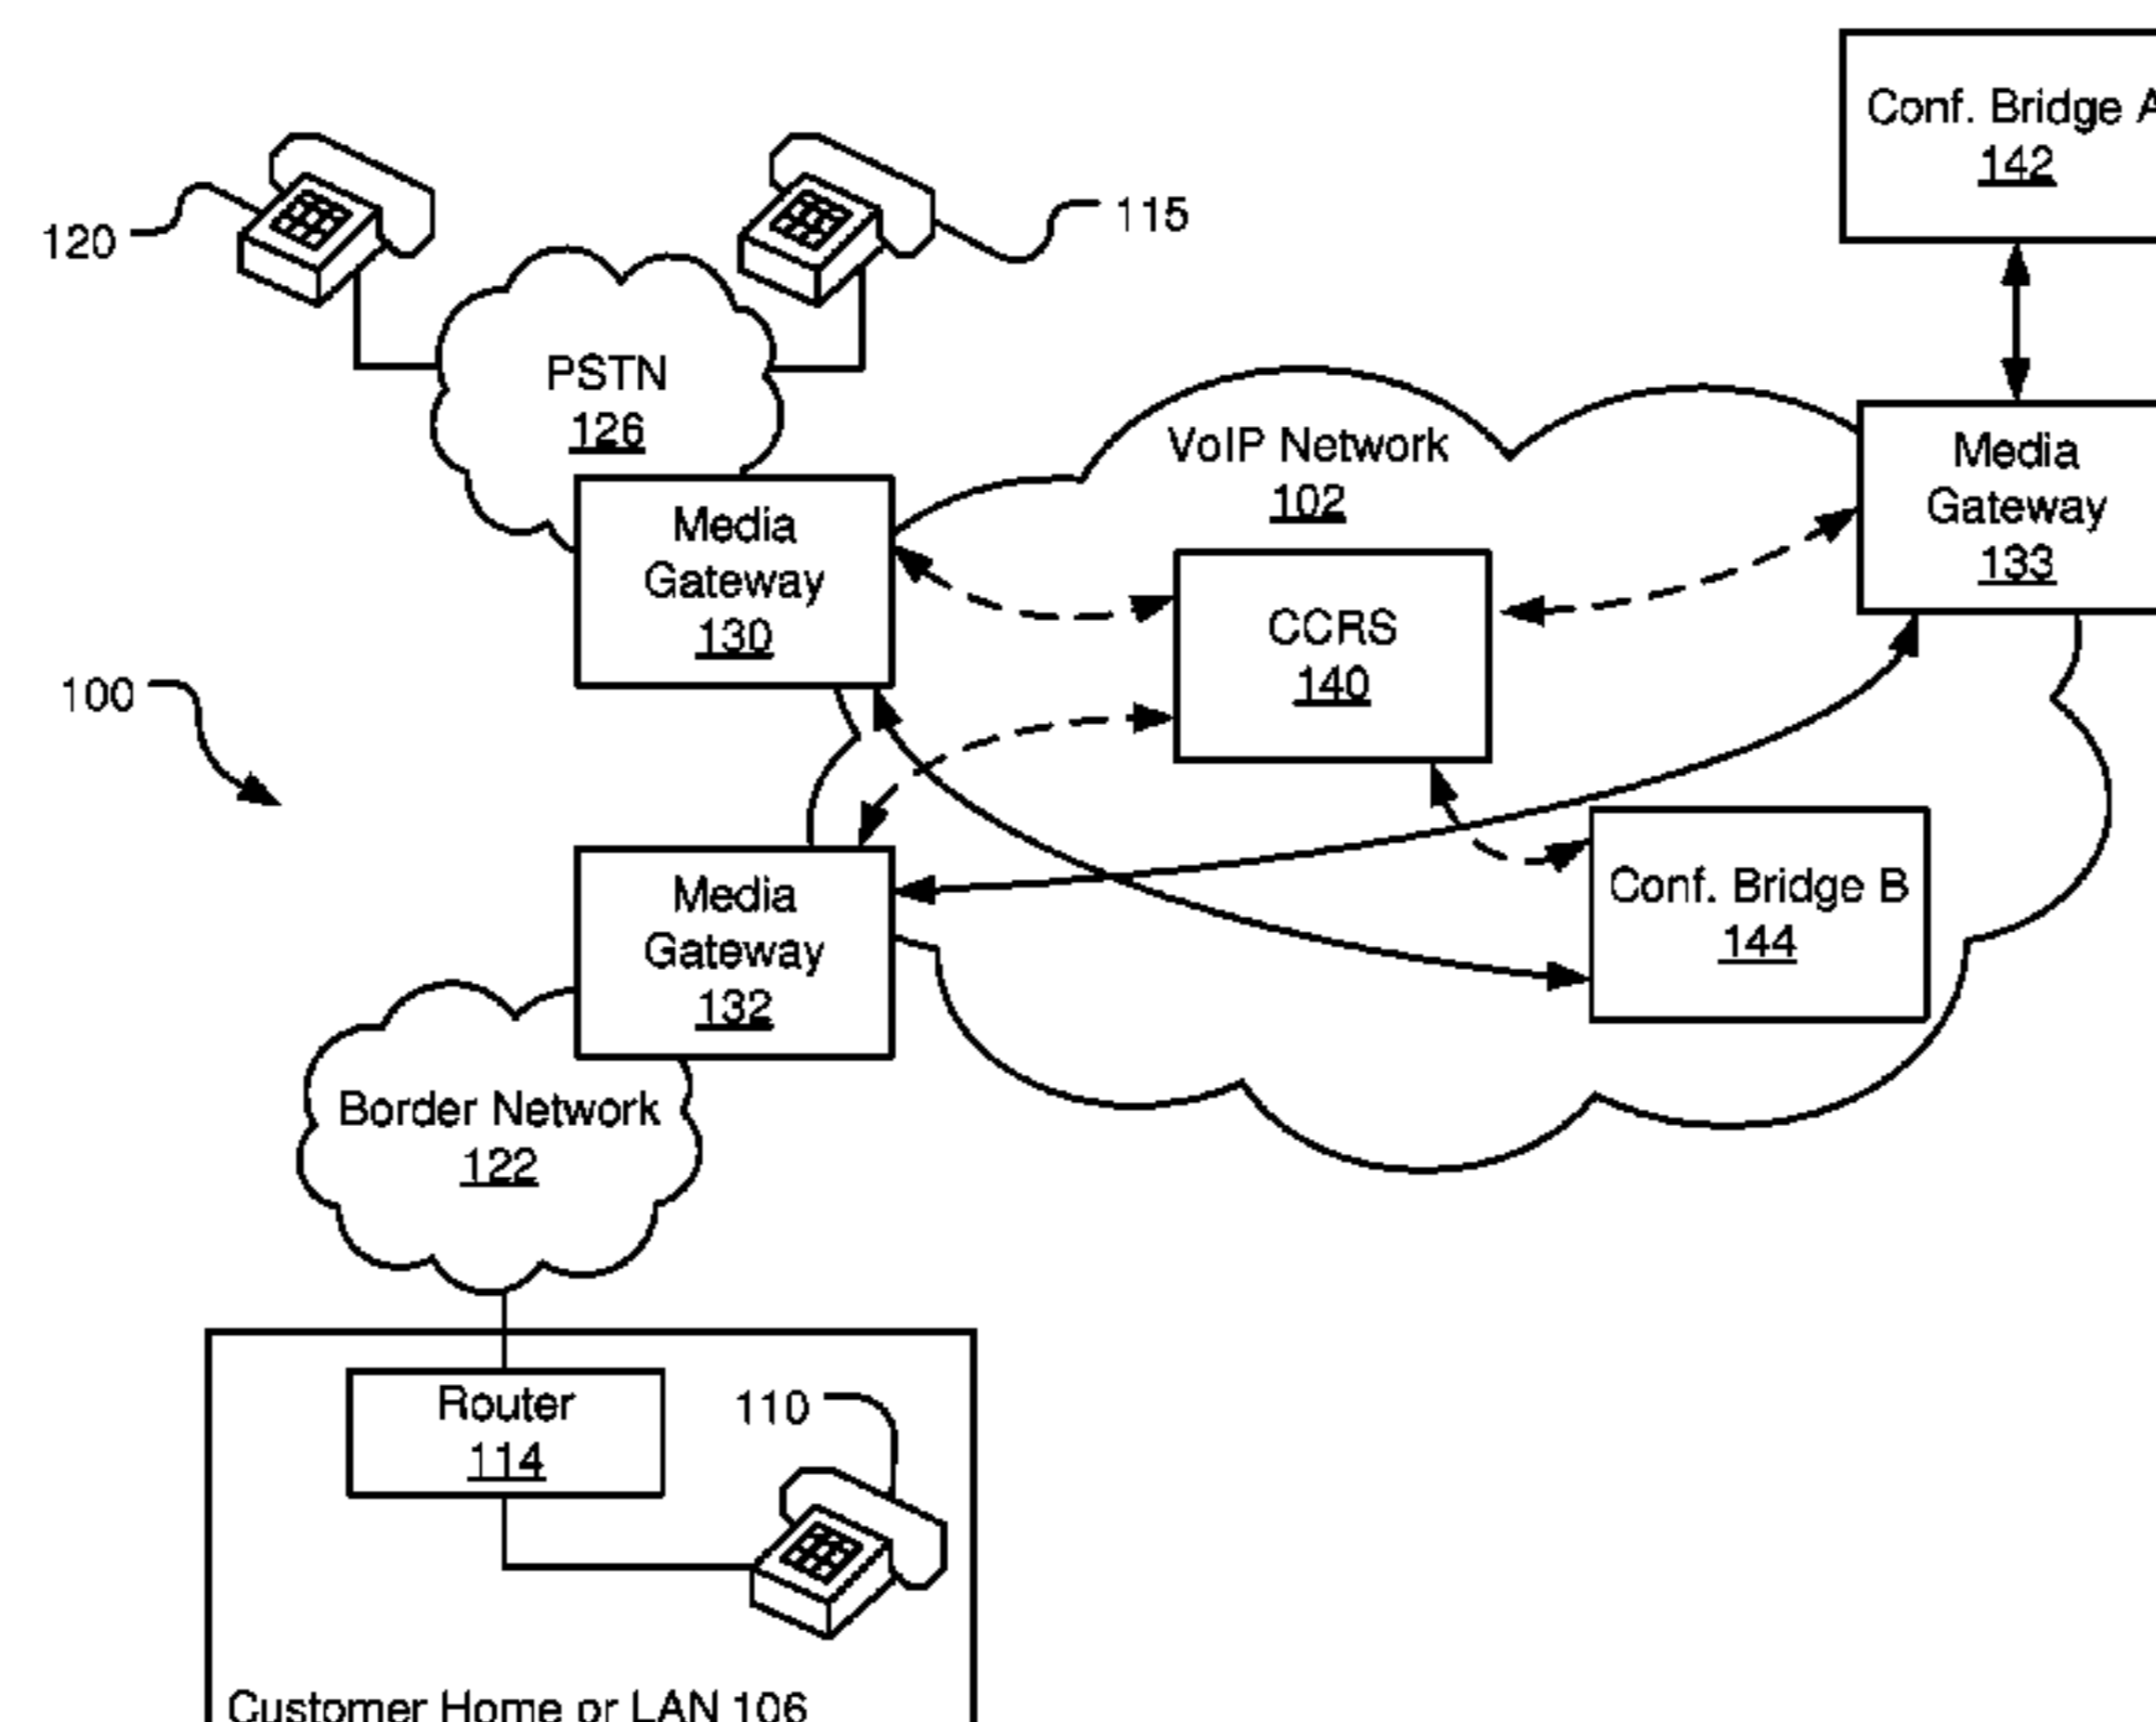 Conf. Bridge A
142
120
115
PSTN
126
VoIP Network
102
Media
Gateway
133
Media
Gateway
130
CCRS
140
100
Conf. Bridge B
144
Media
Gateway
132
Border Network
122
Router
114
110
Customer Home or LAN 106